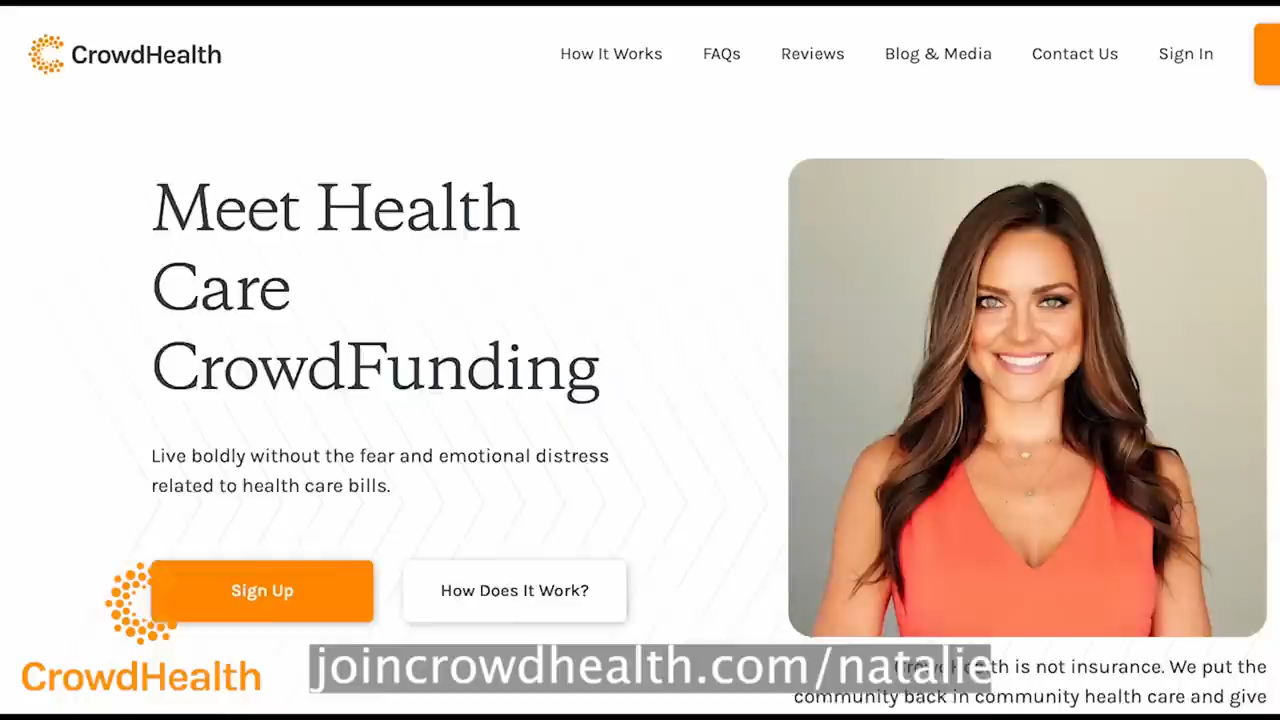 CrowdHealth
How It Works
FAQs
Reviews
Blog & Media
Contact Us
Sign In
Meet Health
Care
CrowdFunding
Live boldly without the fear and emotional distress
related to health care bills.
Sign Up
How Does It Work?
CrowdHealth
joincrowdhealth.com/natalie
is not insurance. We put the
community back in community health care and give